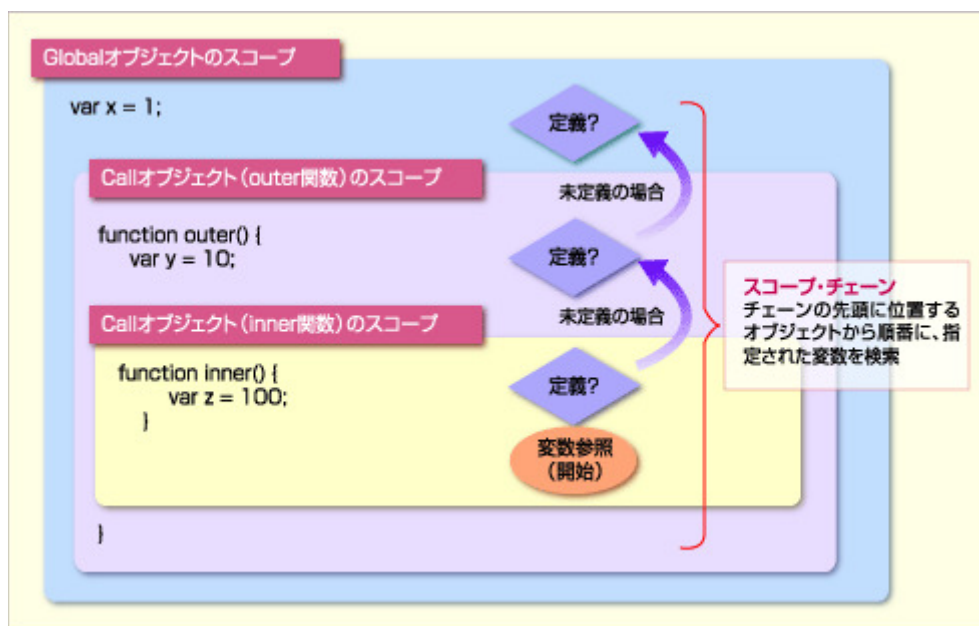 Globalオブジェクトのスコープ
var x = 1;
定義?
Callオブジェクト(outer関数)のスコープ
未定義の場合
function outer() {
var y = 10;
定義?
スコープ・チェーン
チェーンの先頭に位置する
オブジェクトから順番に、指
定された変数を検索
Callオブジェクト(inner関数)のスコープ
未定義の場合
function inner() {
var z = 100;
}
定義?
変数参照
(開始)
}